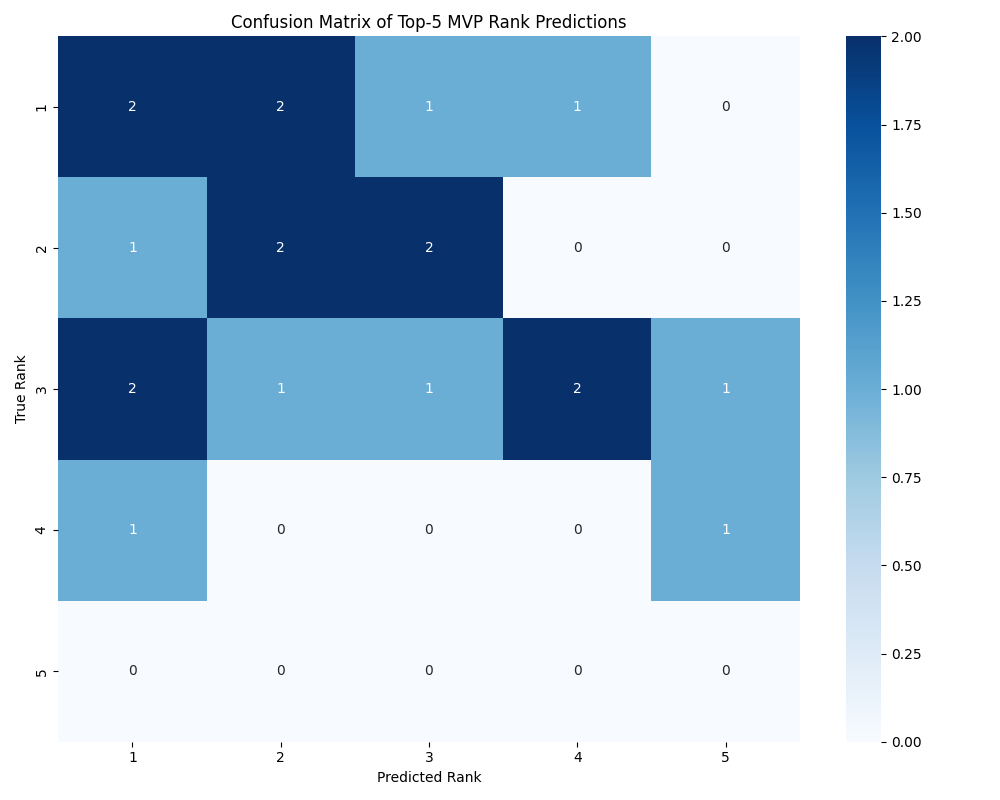 Confusion Matrix of Top-5 MVP Rank Predictions
True Rank
1
2
3
4
5
2 2 1 1 0
1 2 2 0 0
2 1 1 2 1
1 0 0 0 1
0 0 0 0 0
1 2 3 4 5
Predicted Rank
2.00
1.75
1.50
1.25
1.00
0.75
0.50
0.25
0.00